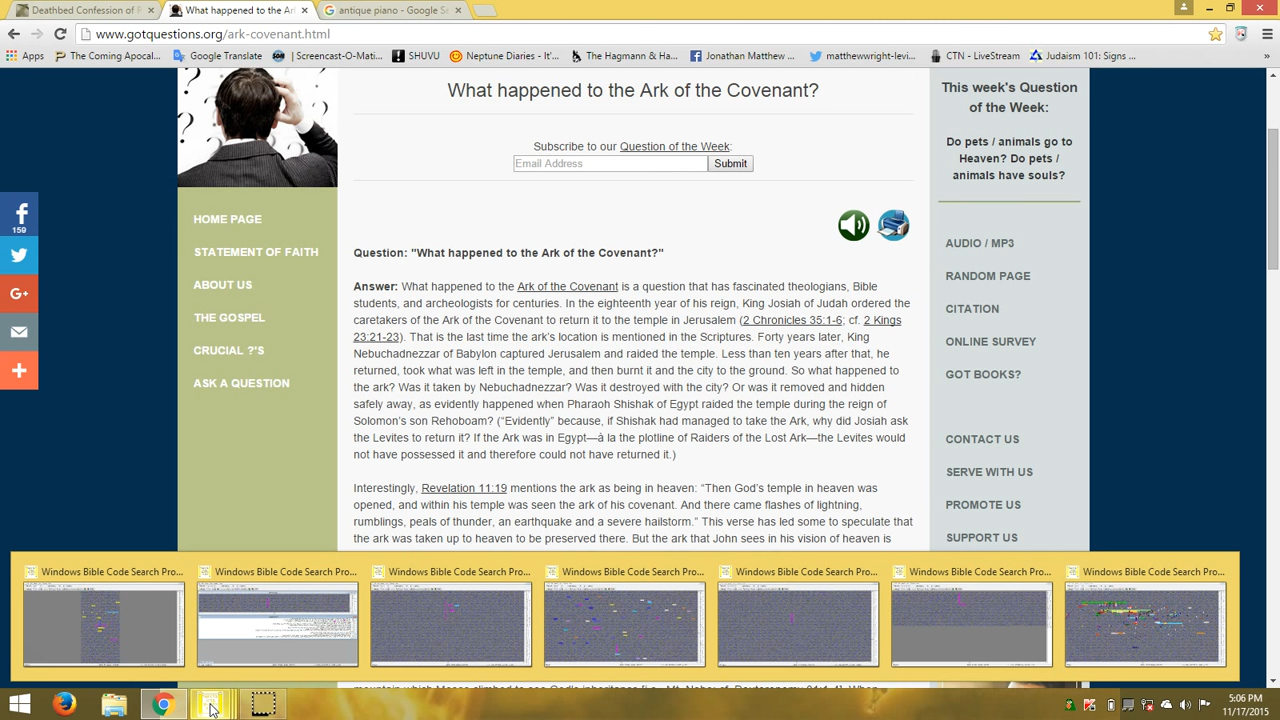 Deathbed Confession of F
What happened to the Ar
antique piano - Google Se
www.gotquestions.org/ark-covenant.html
Apps
The Coming Apocal...
Google Translate
| Screencast-O-Mati...
SHUVU
Neptune Diaries - It'...
The Hagmann & Ha...
Jonathan Matthew ...
matthewwright-levi...
CTN - LiveStream
Judaism 101: Signs ...
What happened to the Ark of the Covenant?
Subscribe to our Question of the Week:
Email Address
Submit
This week's Question
of the Week:
Do pets / animals go to
Heaven? Do pets /
animals have souls?
159
HOME PAGE
STATEMENT OF FAITH
ABOUT US
THE GOSPEL
CRUCIAL ?'S
ASK A QUESTION
Question: "What happened to the Ark of the Covenant?"
Answer: What happened to the Ark of the Covenant is a question that has fascinated theologians, Bible
students, and archeologists for centuries. In the eighteenth year of his reign, King Josiah of Judah ordered the
caretakers of the Ark of the Covenant to return it to the temple in Jerusalem (2 Chronicles 35:1-6; cf. 2 Kings
23:21-23). That is the last time the ark's location is mentioned in the Scriptures. Forty years later, King
Nebuchadnezzar of Babylon captured Jerusalem and raided the temple. Less than ten years after that, he
returned, took what was left in the temple, and then burnt it and the city to the ground. So what happened to
the ark? Was it taken by Nebuchadnezzar? Was it destroyed with the city? Or was it removed and hidden
safely away, as evidently happened when Pharaoh Shishak of Egypt raided the temple during the reign of
Solomon's son Rehoboam? (“Evidently” because, if Shishak had managed to take the Ark, why did Josiah ask
the Levites to return it? If the Ark was in Egypt—à la the plotline of Raiders of the Lost Ark—the Levites would
not have possessed it and therefore could not have returned it.)
Interestingly, Revelation 11:19 mentions the ark as being in heaven: “Then God's temple in heaven was
opened, and within his temple was seen the ark of his covenant. And there came flashes of lightning,
rumblings, peals of thunder, an earthquake and a severe hailstorm.” This verse has led some to speculate that
the ark was taken up to heaven to be preserved there. But the ark that John sees in his vision of heaven is
AUDIO / MP3
RANDOM PAGE
CITATION
ONLINE SURVEY
GOT BOOKS?
CONTACT US
SERVE WITH US
PROMOTE US
SUPPORT US
Windows Bible Code Search Pro...
Windows Bible Code Search Pro...
Windows Bible Code Search Pro...
Windows Bible Code Search Pro...
Windows Bible Code Search Pro...
Windows Bible Code Search Pro...
Windows Bible Code Search Pro...
5:06 PM
11/17/2015